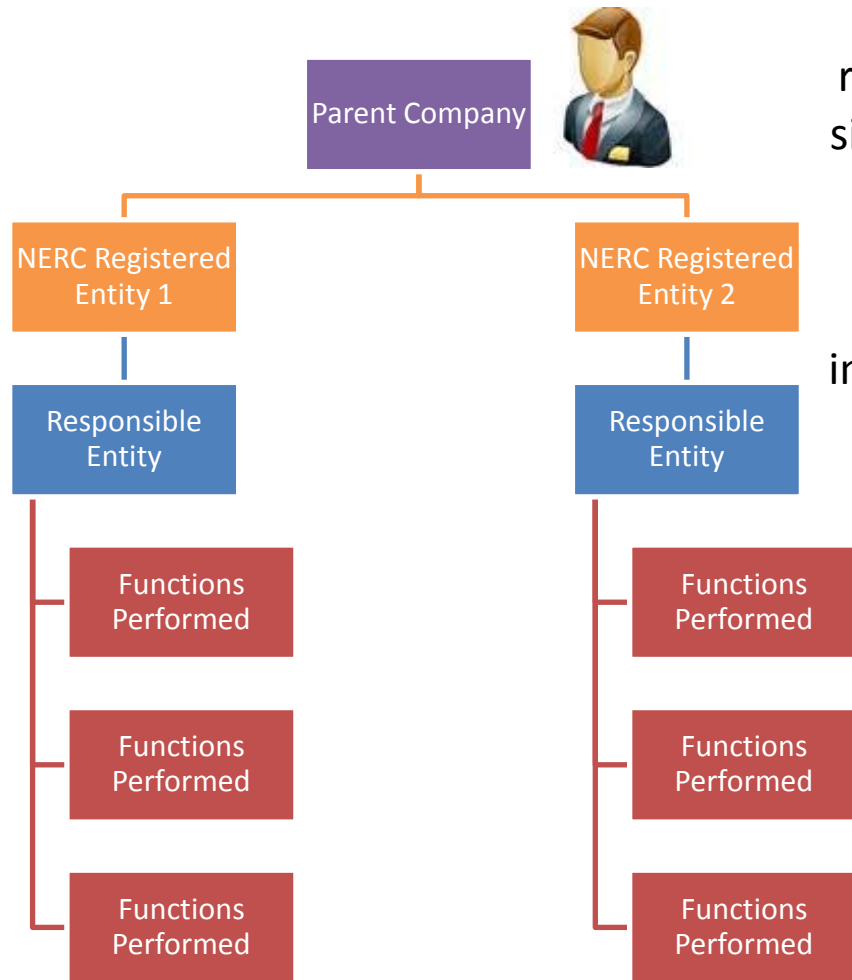 Parent Company
NERC Registered
Entity 1
NERC Registered
Entity 2
Responsible
Entity
Responsible
Entity
Functions
Performed
Functions
Performed
Functions
Performed
Functions
Performed
Functions
Performed
Functions
Performed